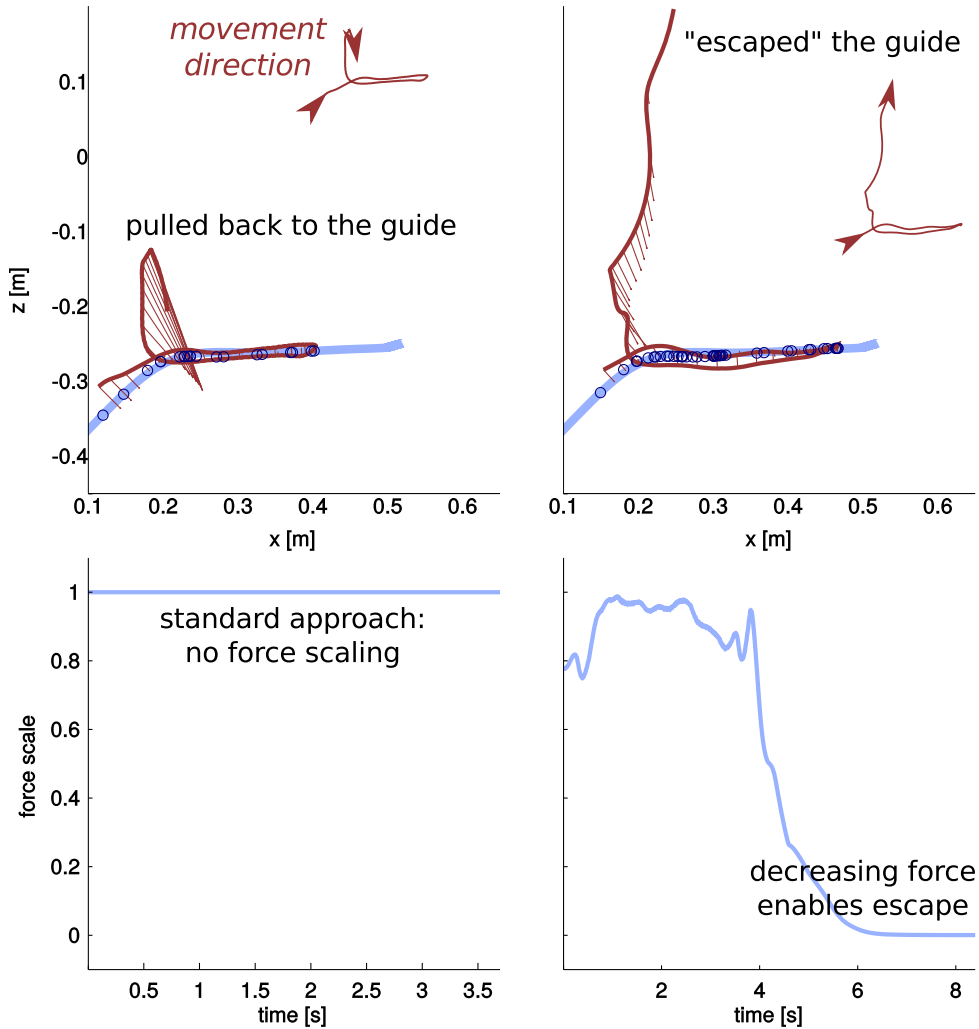 movement
direction
"escaped" the guide
pulled back to the guide
0.1
0
-0.1
-0.2
-0.3
-0.4
z [m]
0.1 0.2 0.3 0.4 0.5 0.6
x [m]
0.1 0.2 0.3 0.4 0.5 0.6
x [m]
standard approach:
no force scaling
1
0.8
0.6
0.4
0.2
0
force scale
0.5 1 1.5 2 2.5 3 3.5
time [s]
decreasing force
enables escape
2 4 6 8
time [s]